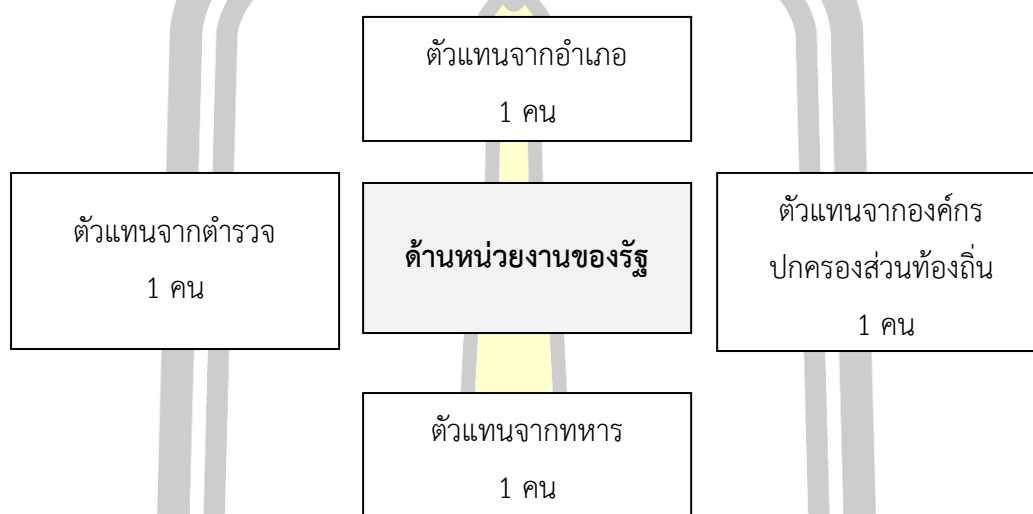 ตัวแทนจากอำเภอ
1 คน
ตัวแทนจากตำรวจ
1 คน
ด้านหน่วยงานของรัฐ
ตัวแทนจากองค์กร
ปกครองส่วนท้องถิ่น
1 คน
ตัวแทนจากทหาร
1 คน